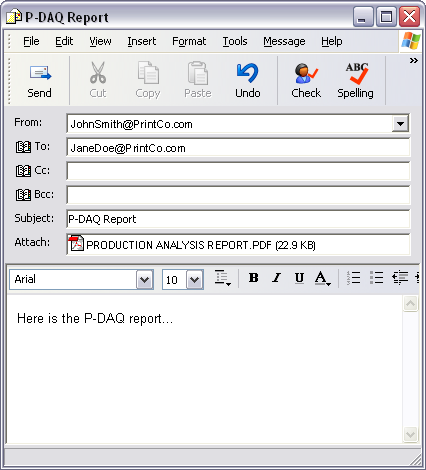 P-DAQ Report
File Edit View Insert Format Tools Message Help
Send Cut Copy Paste Undo Check Spelling »
ABC
From: JohnSmith@PrintCo.com
To: JaneDoe@PrintCo.com
Cc:
Bcc:
Subject: P-DAQ Report
Attach: PRODUCTION ANALYSIS REPORT.PDF (22.9 KB)
Arial 10 B I U A
Here is the P-DAQ report...